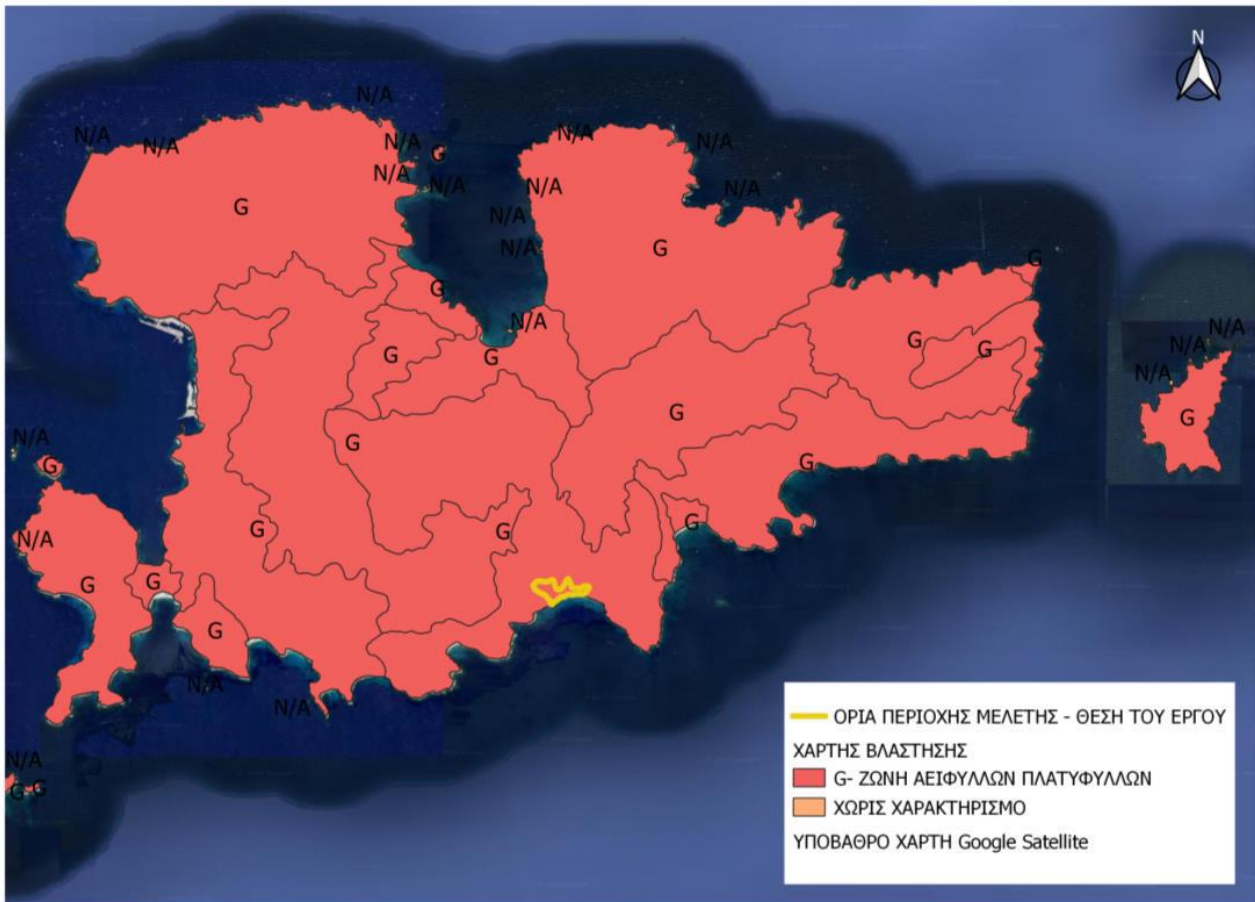 N
N/A
N/A
N/A
N/A
N/A
G
N/A
N/A
N/A
N/A
N/A
N/A
N/A
N/A
G
G
G
G
N/A
G
G
G
G
N/A
N/A
N/A
G
G
G
N/A
G
G
G
G
G
N/A
G
G
G
N/A
N/A
N/A
G
G
ΟΡΙΑ ΠΕΡΙΟΧΗΣ ΜΕΛΕΤΗΣ - ΘΕΣΗ ΤΟΥ ΕΡΓΟΥ
ΧΑΡΤΗΣ ΒΛΑΣΤΗΣΗΣ
G- ΖΩΝΗ ΑΕΙΦΥΛΛΩΝ ΠΛΑΤΥΦΥΛΛΩΝ
ΧΩΡΙΣ ΧΑΡΑΚΤΗΡΙΣΜΟ
ΥΠΟΒΑΘΡΟ ΧΑΡΤΗ Google Satellite